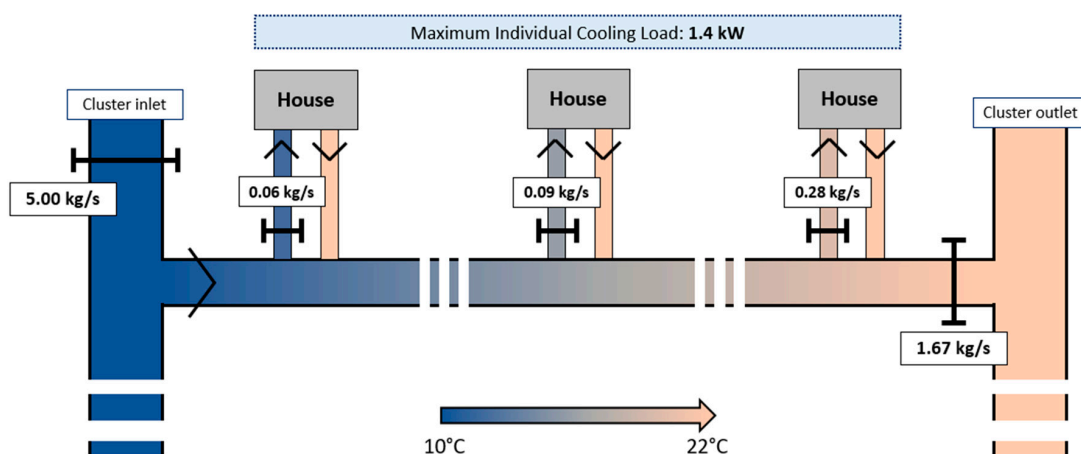 Maximum Individual Cooling Load: 1.4 kW
Cluster inlet
House
House
House
Cluster outlet
5.00 kg/s
0.06 kg/s
0.09 kg/s
0.28 kg/s
1.67 kg/s
10°C
22°C